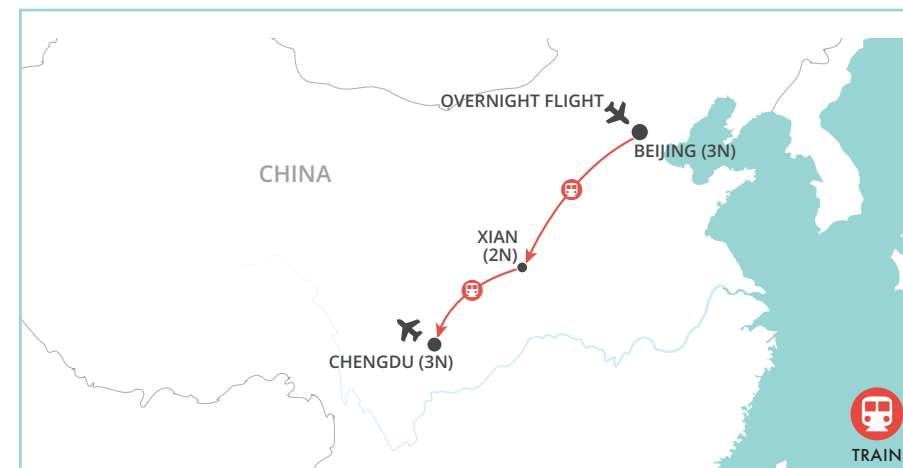 OVERNIGHT FLIGHT
BEIJING (3N)
CHINA
XIAN
(2N)
CHENGDU (3N)
TRAIN